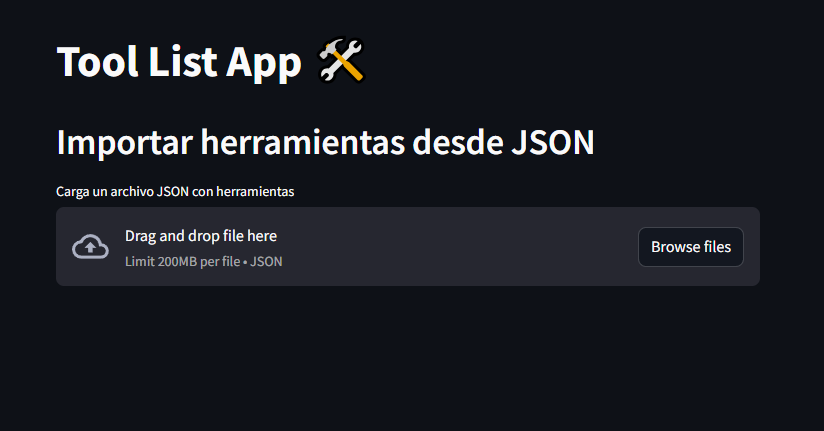 Tool List App 🛠️
Importar herramientas desde JSON
Carga un archivo JSON con herramientas
Drag and drop file here
Limit 200MB per file • JSON
Browse files